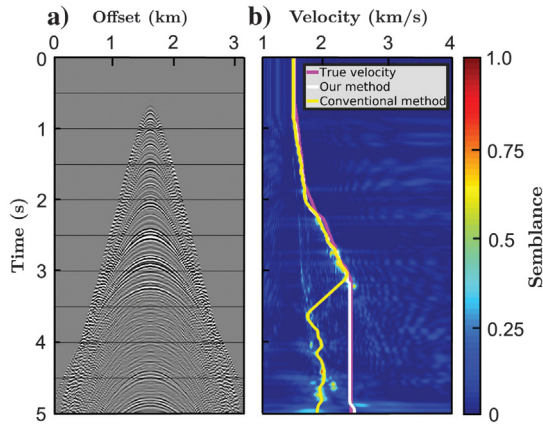 a) Offset (km)
0 1 2 3
Time (s)
0
1
2
3
4
5
b) Velocity (km/s)
1 2 3 4
True velocity
Our method
Conventional method
1.0
0.75
0.50
0.25
0
Semblance